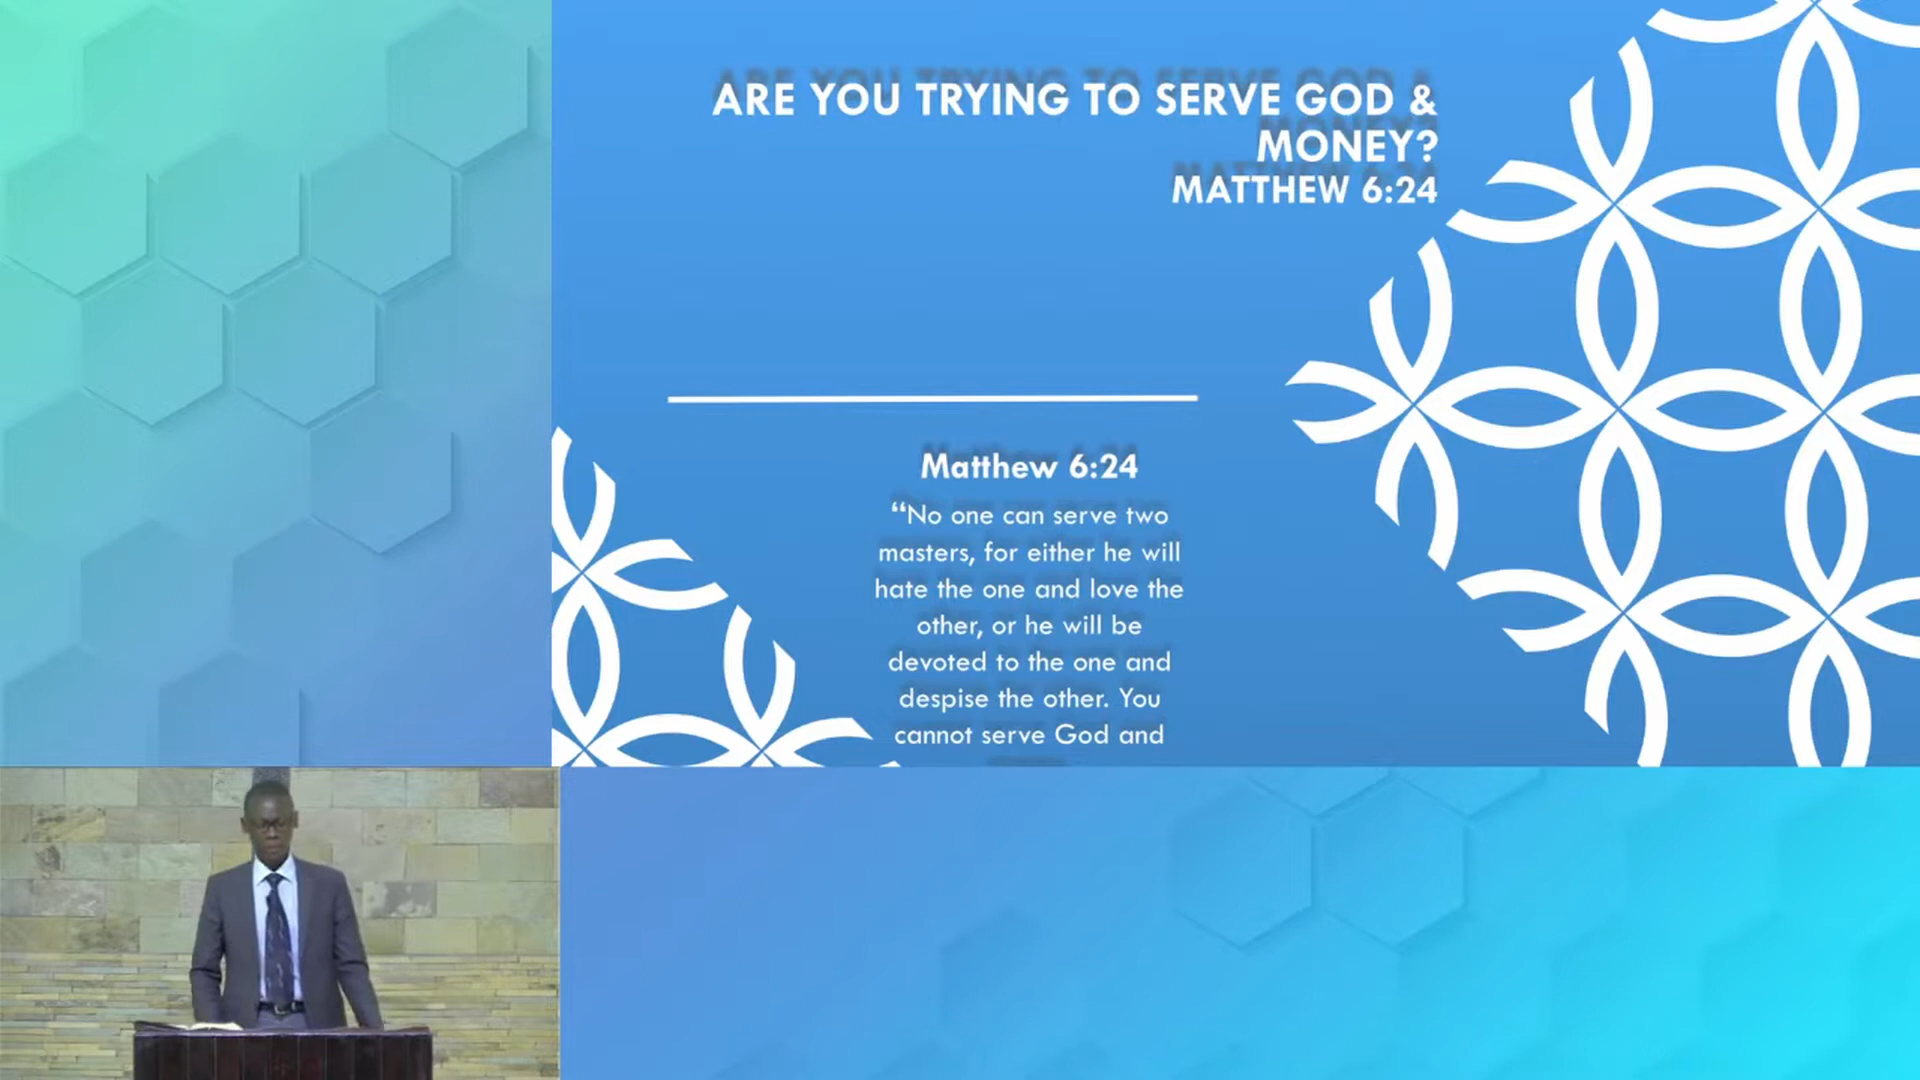 ARE YOU TRYING TO SERVE GOD &
MONEY?
MATTHEW 6:24
Matthew 6:24
“No one can serve two
masters, for either he will
hate the one and love the
other, or he will be
devoted to the one and
despise the other. You
cannot serve God and